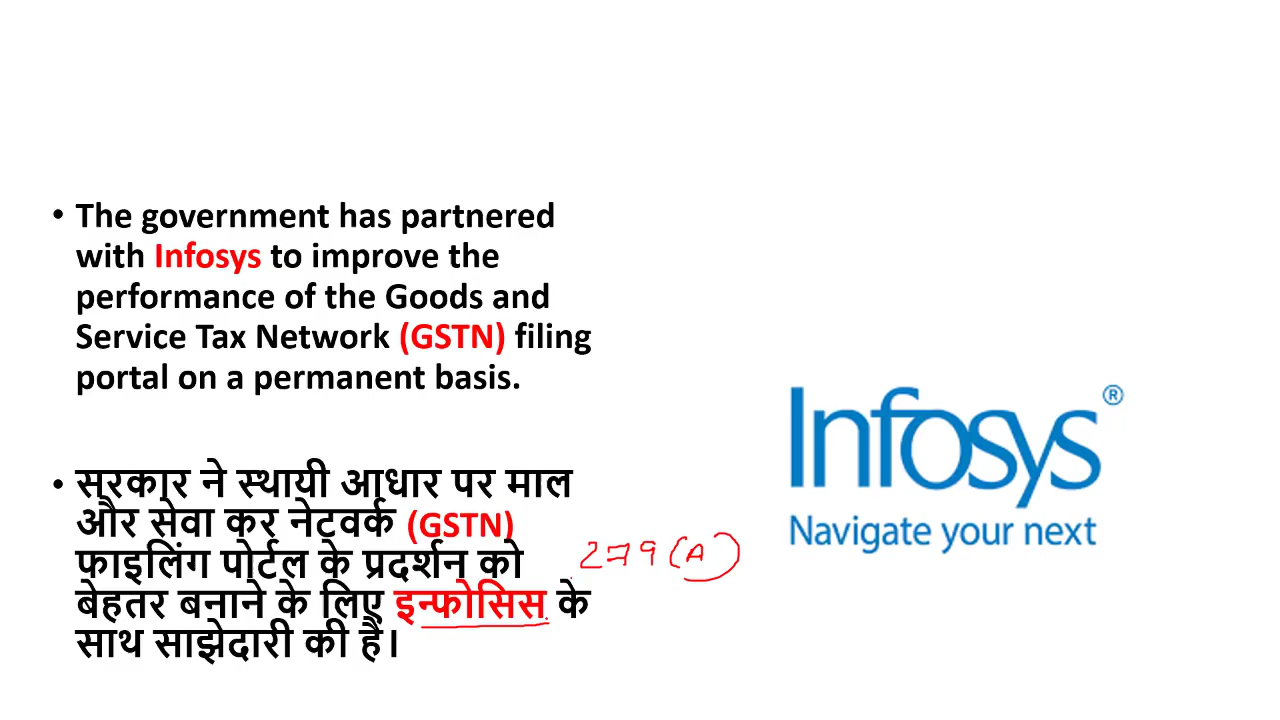 • The government has partnered
with Infosys to improve the
performance of the Goods and
Service Tax Network (GSTN) filing
portal on a permanent basis.
• सरकार ने स्थायी आधार पर माल
और सेवा कर नेटवर्क (GSTN)
फाइलिंग पोर्टल के प्रदर्शन को
बेहतर बनाने के लिए इन्फोसिस के
साथ साझेदारी की है।
279 (A)
Infosys®
Navigate your next